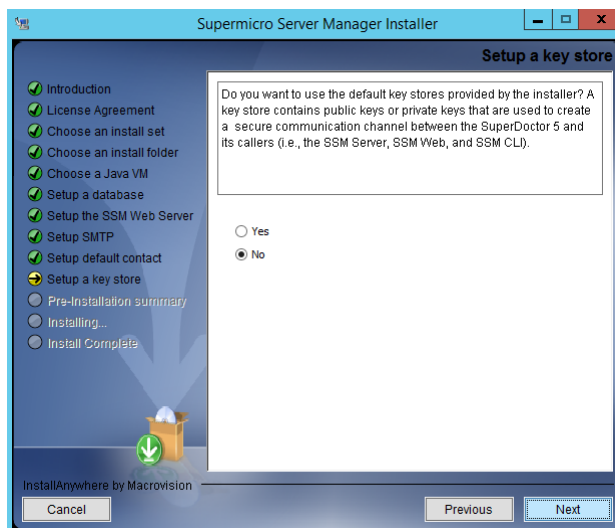 Supermicro Server Manager Installer
Setup a key store
Introduction
License Agreement
Choose an install set
Choose an install folder
Choose a Java VM
Setup a database
Setup the SSM Web Server
Setup SMTP
Setup default contact
Setup a key store
Pre-Installation summary
Installing...
Install Complete
Do you want to use the default key stores provided by the installer? A
key store contains public keys or private keys that are used to create
a secure communication channel between the SuperDoctor 5 and
its callers (i.e., the SSM Server, SSM Web, and SSM CLI).
Yes
No
InstallAnywhere by Macrovision
Cancel
Previous
Next